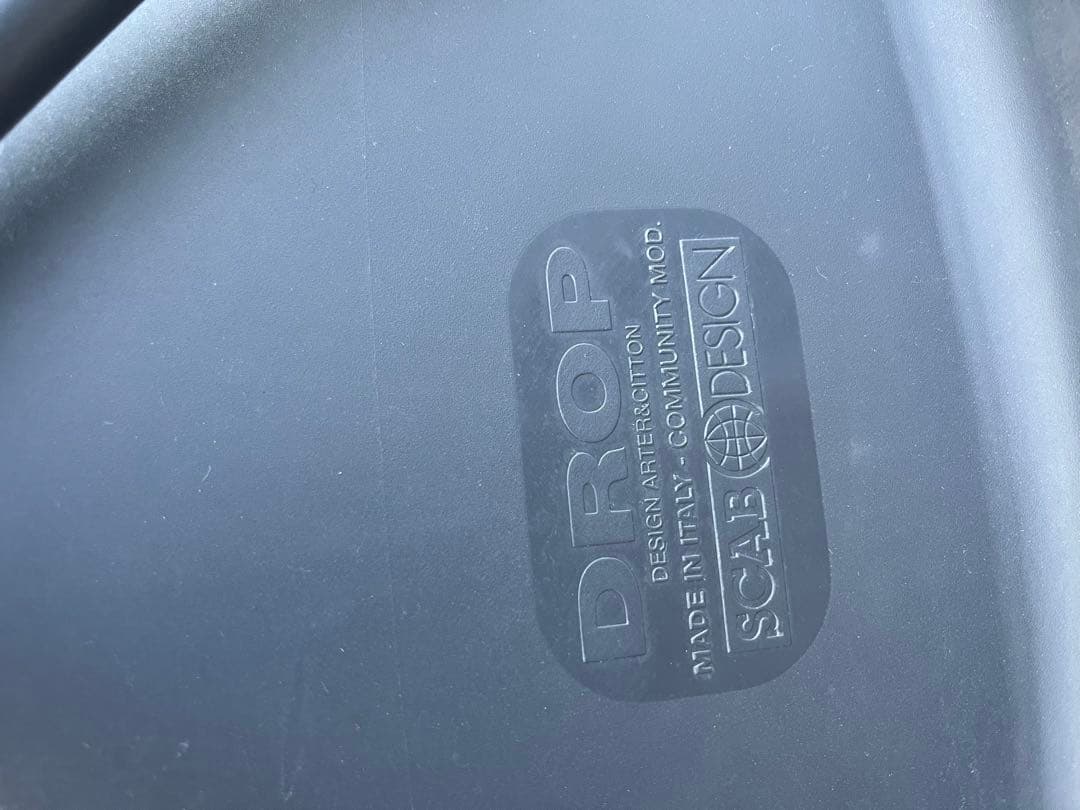 DROP
DESIGN ARTER&CITTON
MADE IN ITALY - COMMUNITY MOD.
SCAB DESIGN